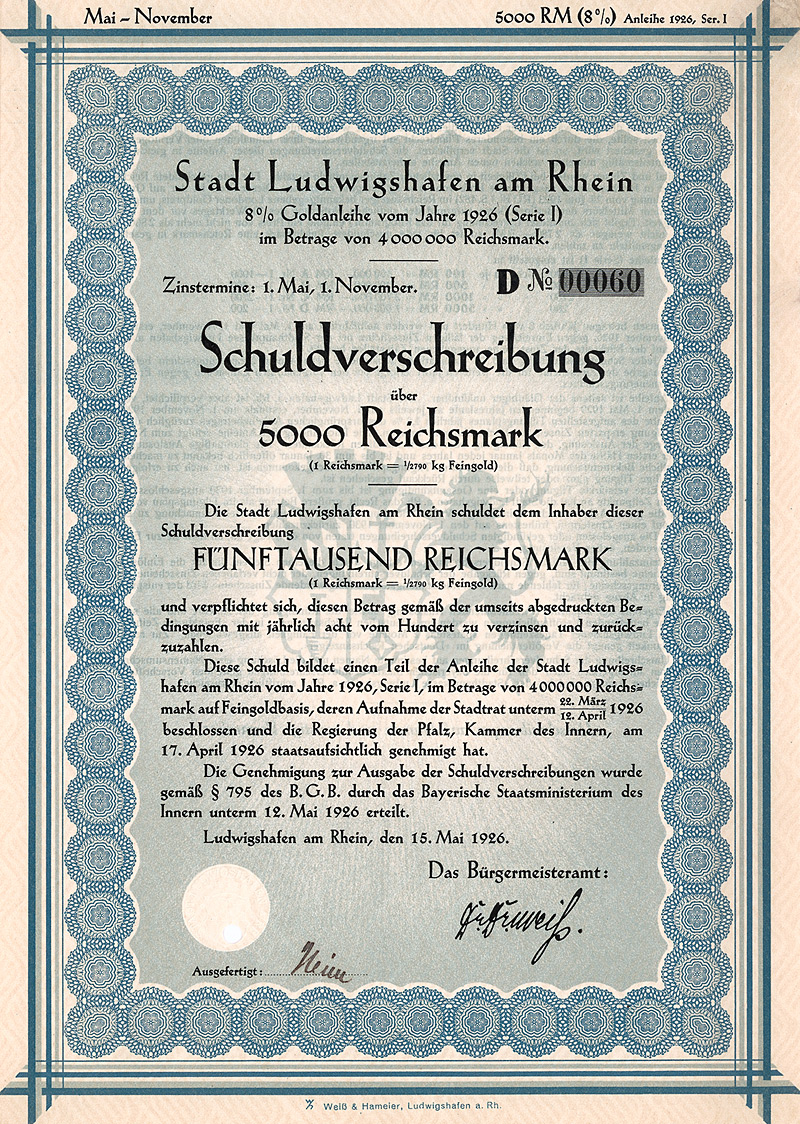 Mai – November 5000 RM (8%) Anleihe 1926, Ser. I
Stadt Ludwigshafen am Rhein
8% Goldanleihe vom Jahre 1926 (Serie I)
im Betrage von 4 000 000 Reichsmark.
Zinstermine: 1. Mai, 1. November. D № 00060
Schuldverschreibung
über
5000 Reichsmark
(1 Reichsmark = 1/2790 kg Feingold)
Die Stadt Ludwigshafen am Rhein schuldet dem Inhaber dieser
Schuldverschreibung
FÜNFTAUSEND REICHSMARK
(1 Reichsmark = 1/2790 kg Feingold)
und verpflichtet sich, diesen Betrag gemäß der umseits abgedruckten Be-
dingungen mit jährlich acht vom Hundert zu verzinsen und zurück-
zuzahlen.
Diese Schuld bildet einen Teil der Anleihe der Stadt Ludwigs-
hafen am Rhein vom Jahre 1926, Serie I, im Betrage von 4 000 000 Reichs-
mark auf Feingoldbasis, deren Aufnahme der Stadtrat unterm 22. März / 12. April 1926
beschlossen und die Regierung der Pfalz, Kammer des Innern, am
17. April 1926 staatsaufsichtlich genehmigt hat.
Die Genehmigung zur Ausgabe der Schuldverschreibungen wurde
gemäß § 795 des B. G. B. durch das Bayerische Staatsministerium des
Innern unterm 12. Mai 1926 erteilt.
Ludwigshafen am Rhein, den 15. Mai 1926.
Das Bürgermeisteramt:
Ausgefertigt:
Weiß & Hameier, Ludwigshafen a. Rh.